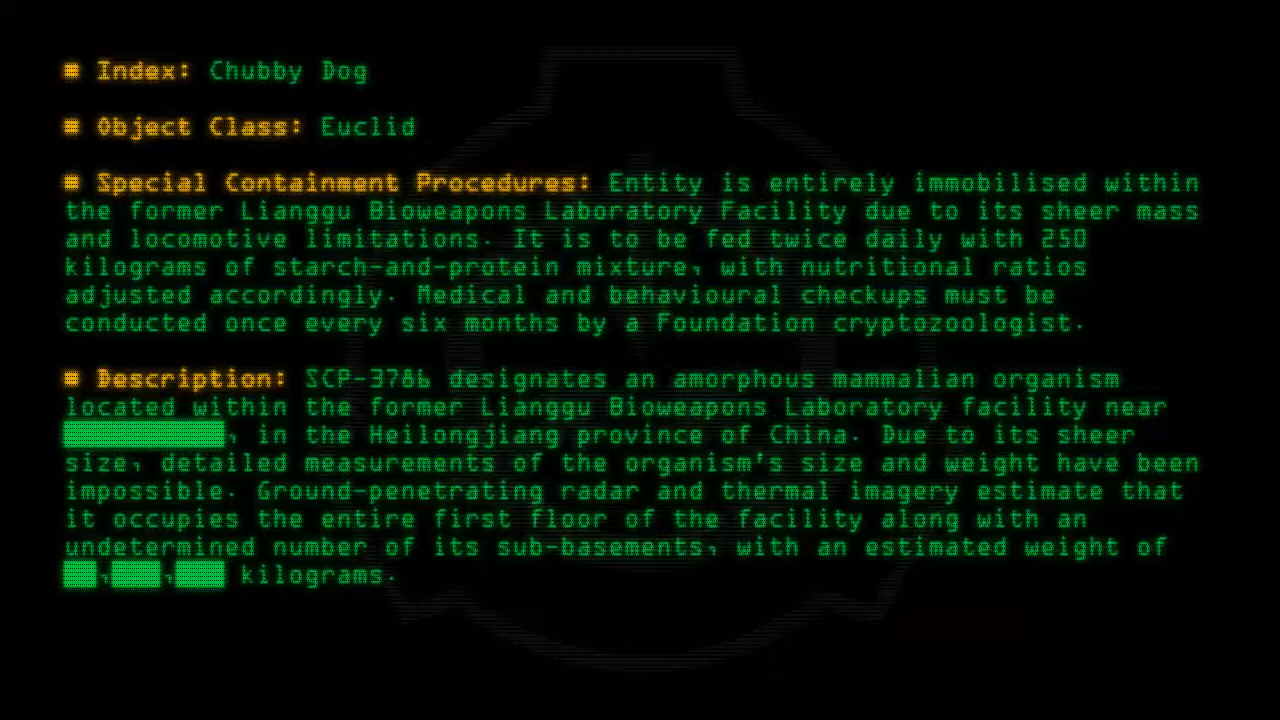 ■ Index: Chubby Dog
■ Object Class: Euclid
■ Special Containment Procedures: Entity is entirely immobilised within
the former Lianggu Bioweapons Laboratory Facility due to its sheer mass
and locomotive limitations. It is to be fed twice daily with 250
kilograms of starch-and-protein mixture, with nutritional ratios
adjusted accordingly. Medical and behavioural checkups must be
conducted once every six months by a Foundation cryptozoologist.
■ Description: SCP-3786 designates an amorphous mammalian organism
located within the former Lianggu Bioweapons Laboratory facility near
██████████, in the Heilongjiang province of China. Due to its sheer
size, detailed measurements of the organism's size and weight have been
impossible. Ground-penetrating radar and thermal imagery estimate that
it occupies the entire first floor of the facility along with an
undetermined number of its sub-basements, with an estimated weight of
██,███,███ kilograms.